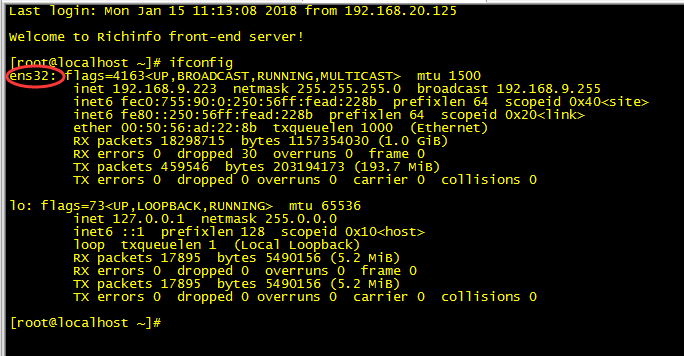 Last login: Mon Jan 15 11:13:08 2018 from 192.168.20.125
Welcome to Richinfo front-end server!
[root@localhost ~]# ifconfig
ens32: flags=4163<UP,BROADCAST,RUNNING,MULTICAST>  mtu 1500
        inet 192.168.9.223  netmask 255.255.255.0  broadcast 192.168.9.255
        inet6 fec0:755:90:0:250:56ff:fead:228b  prefixlen 64  scopeid 0x40<site>
        inet6 fe80::250:56ff:fead:228b  prefixlen 64  scopeid 0x20<link>
        ether 00:50:56:ad:22:8b  txqueuelen 1000  (Ethernet)
        RX packets 18298715  bytes 1157354030 (1.0 GiB)
        RX errors 0  dropped 30  overruns 0  frame 0
        TX packets 459546  bytes 203194173 (193.7 MiB)
        TX errors 0  dropped 0 overruns 0  carrier 0  collisions 0
lo: flags=73<UP,LOOPBACK,RUNNING>  mtu 65536
        inet 127.0.0.1  netmask 255.0.0.0
        inet6 ::1  prefixlen 128  scopeid 0x10<host>
        loop  txqueuelen 1  (Local Loopback)
        RX packets 17895  bytes 5490156 (5.2 MiB)
        RX errors 0  dropped 0  overruns 0  frame 0
        TX packets 17895  bytes 5490156 (5.2 MiB)
        TX errors 0  dropped 0 overruns 0  carrier 0  collisions 0
[root@localhost ~]#